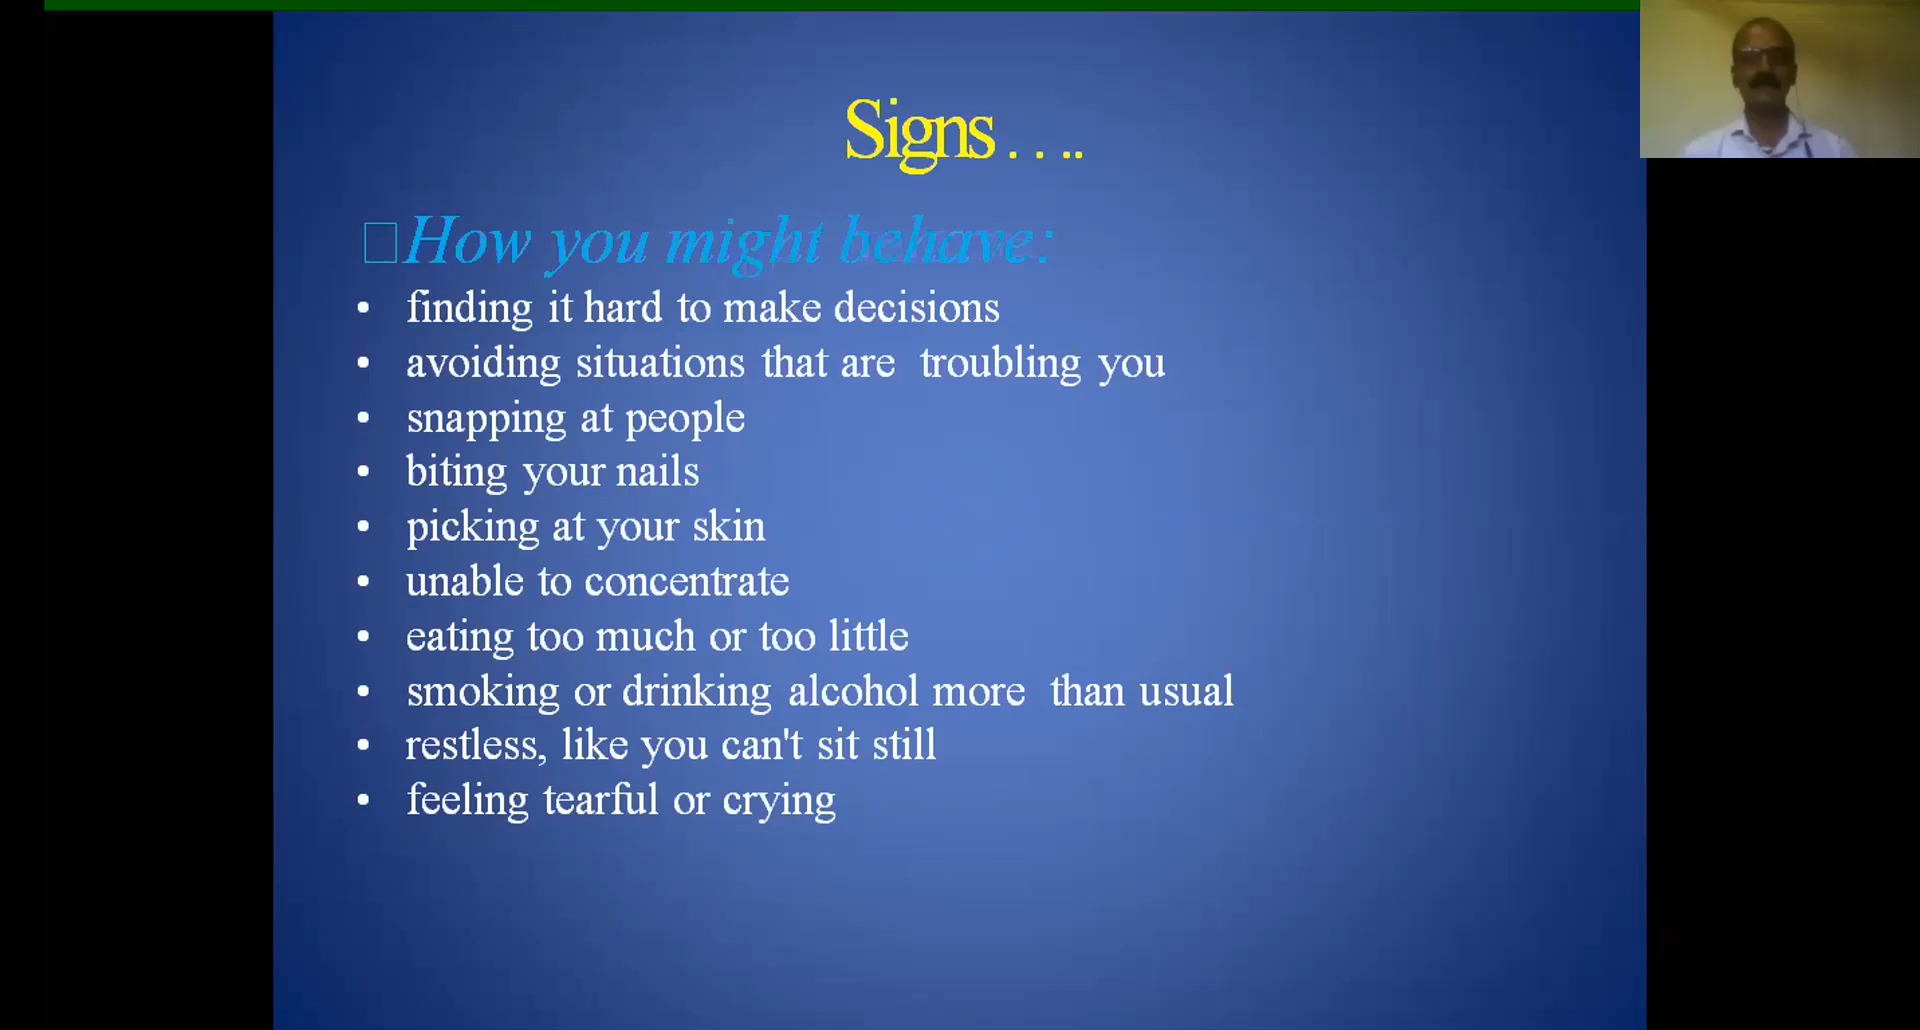 Signs . . ..
How you might behave:
• finding it hard to make decisions
• avoiding situations that are troubling you
• snapping at people
• biting your nails
• picking at your skin
• unable to concentrate
• eating too much or too little
• smoking or drinking alcohol more than usual
• restless, like you can't sit still
• feeling tearful or crying